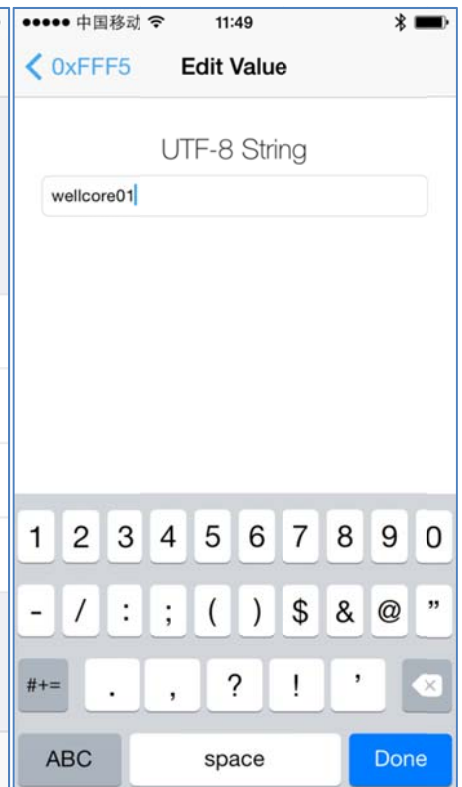 中国移动 11:49
0xFFF5 Edit Value
UTF-8 String
wellcore01
1 2 3 4 5 6 7 8 9 0
- / : ; ( ) $ & @ "
#+= . , ? ! '
ABC space Done